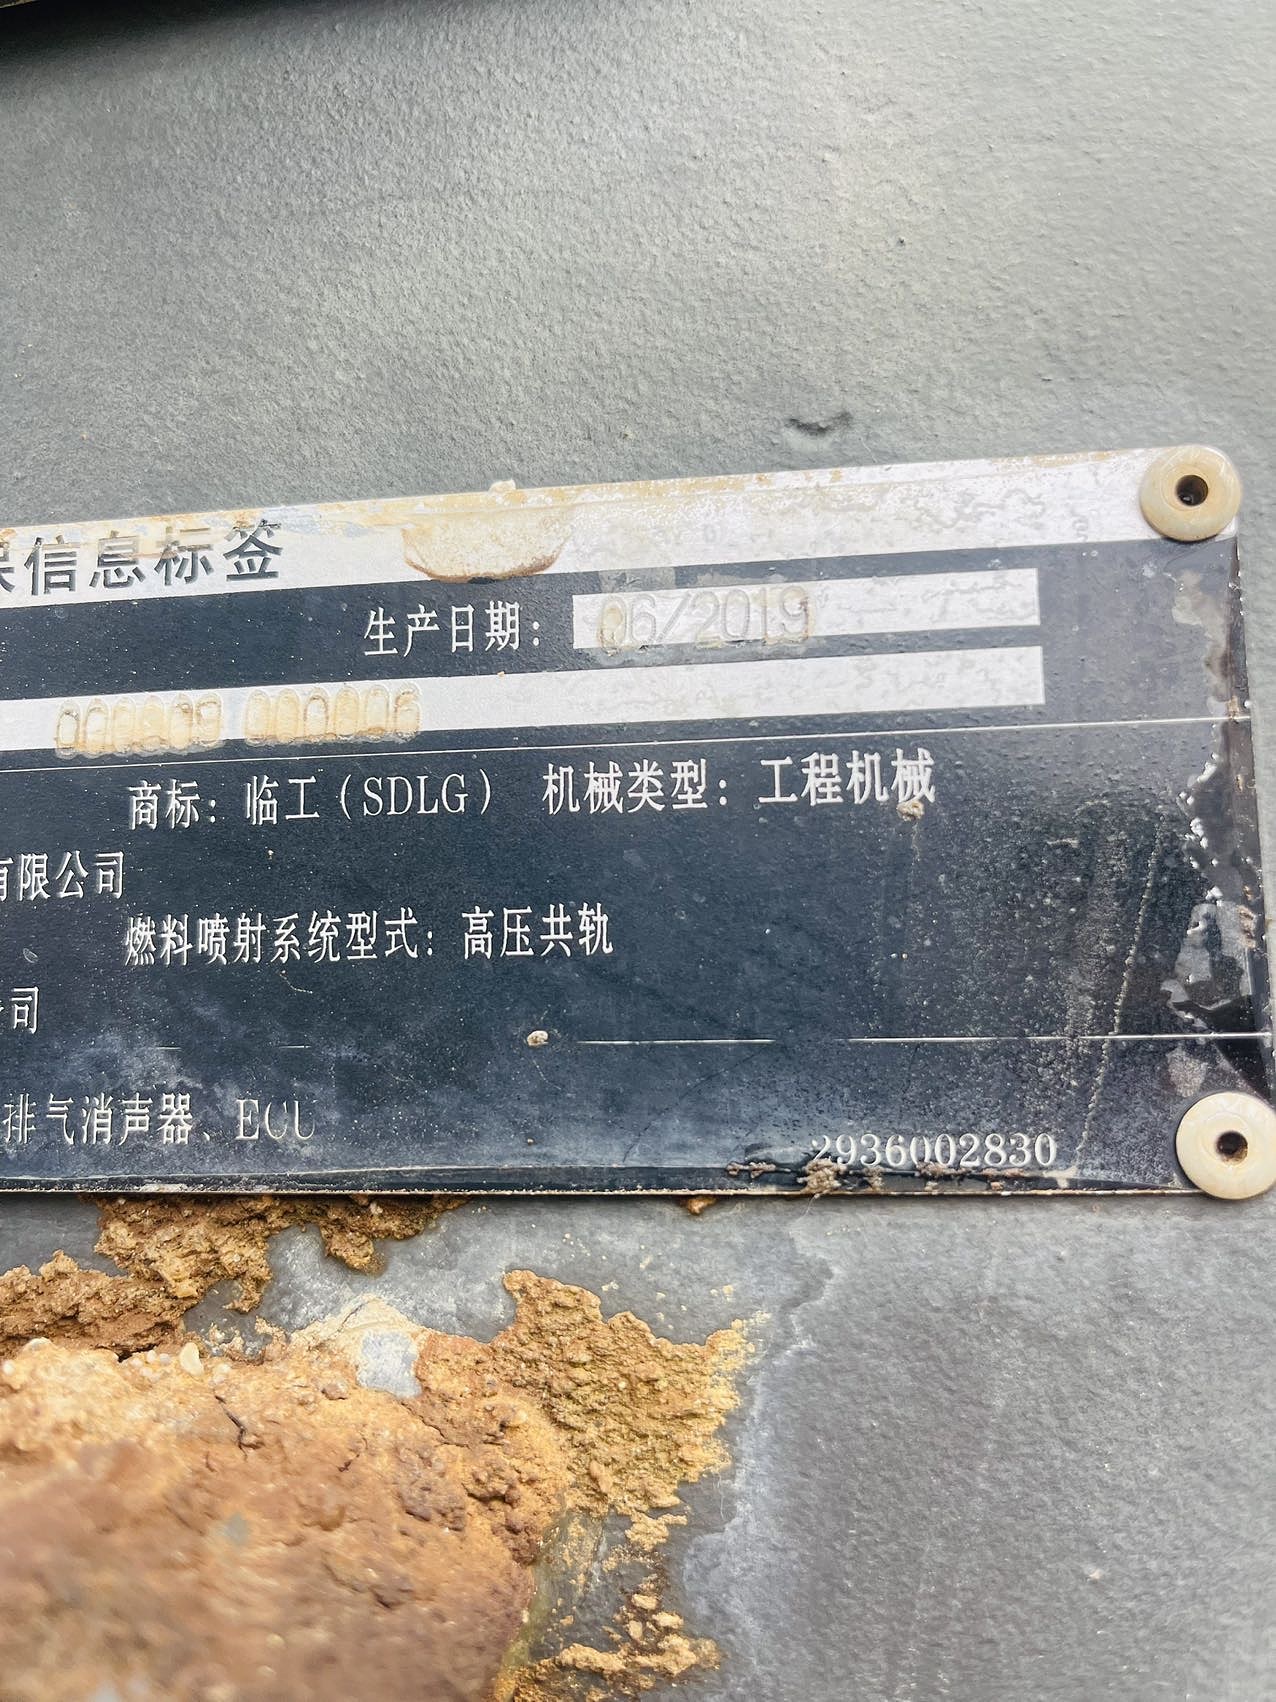 信息标签
生产日期: 06/2019
商标: 临工(SDLG) 机械类型: 工程机械
有限公司
燃料喷射系统型式: 高压共轨
司
排气消声器、ECU
2936002830